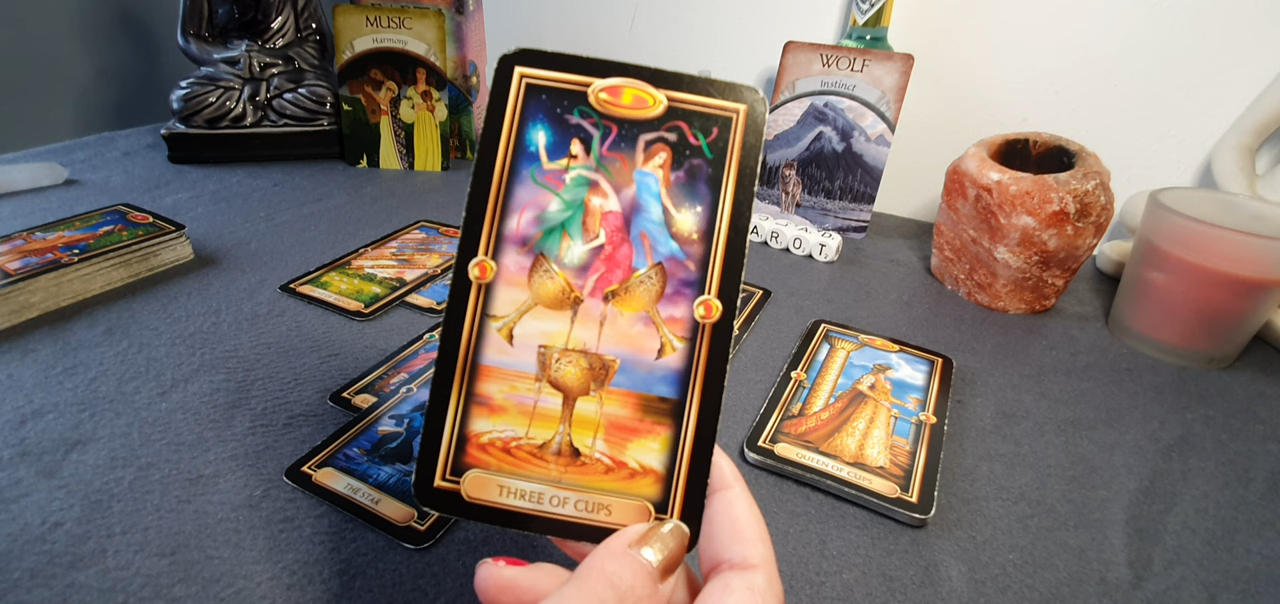 MUSIC
Harmony
WOLF
Instinct
AROT
THREE OF CUPS
QUEEN OF CUPS
THE STAR